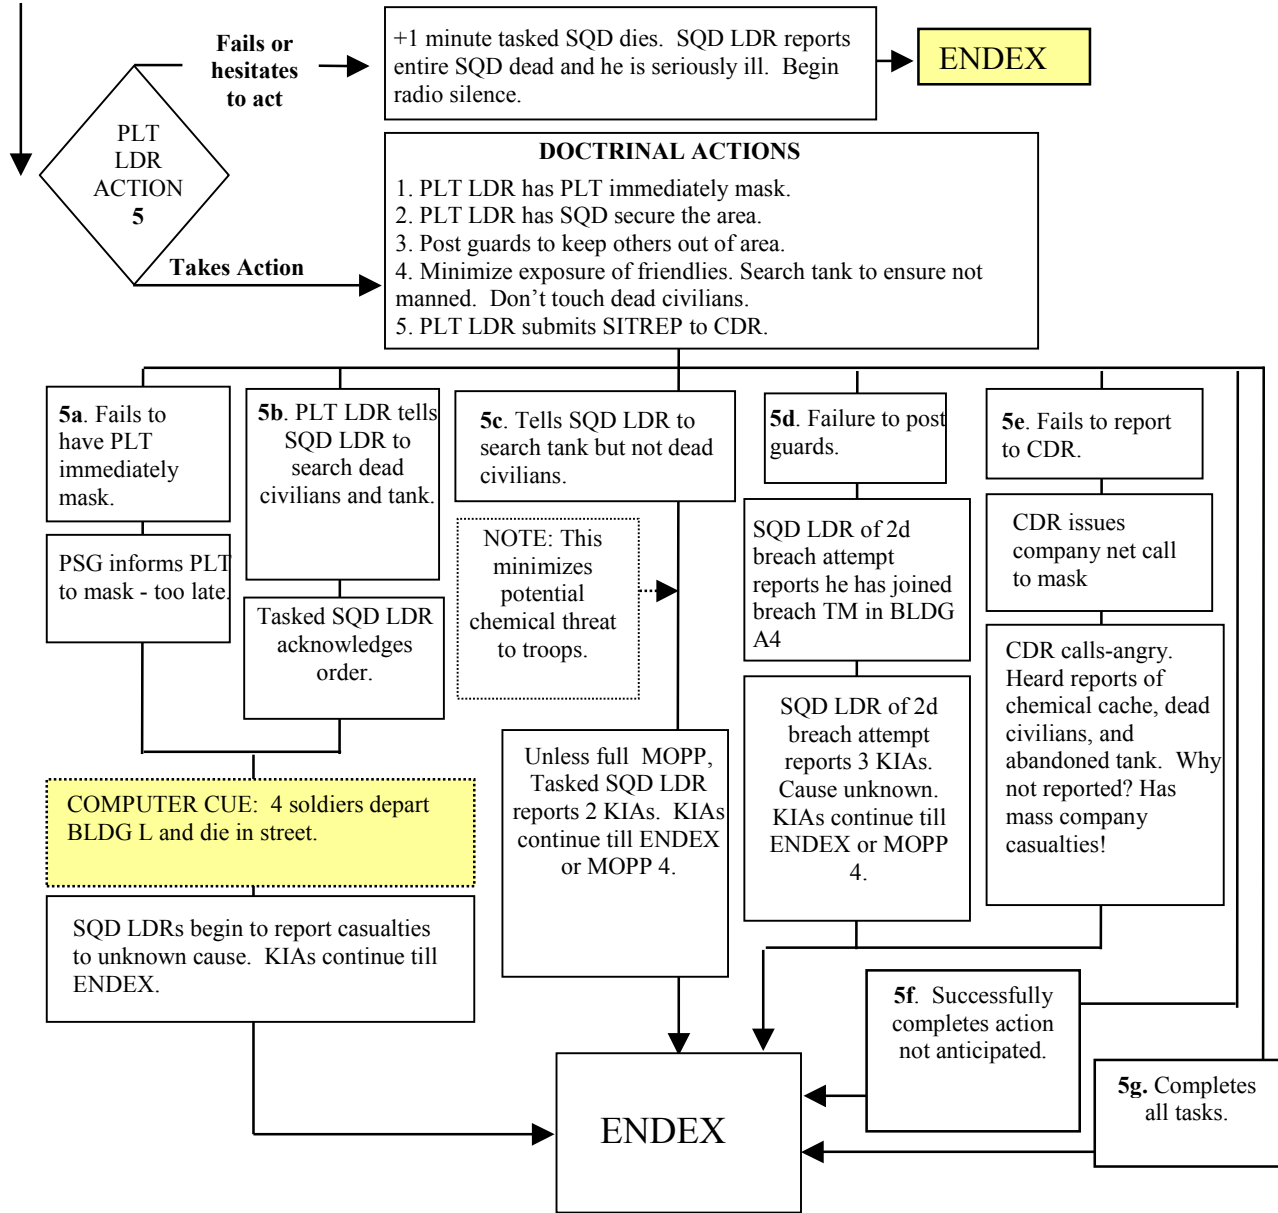 Fails or
hesitates
to act
+1 minute tasked SQD dies.  SQD LDR reports
entire SQD dead and he is seriously ill.  Begin
radio silence.
ENDEX
PLT
LDR
ACTION
5
Takes Action
DOCTRINAL ACTIONS
1. PLT LDR has PLT immediately mask.
2. PLT LDR has SQD secure the area.
3. Post guards to keep others out of area.
4. Minimize exposure of friendlies. Search tank to ensure not
manned.  Don't touch dead civilians.
5. PLT LDR submits SITREP to CDR.
5a. Fails to
have PLT
immediately
mask.
PSG informs PLT
to mask - too late.
5b. PLT LDR tells
SQD LDR to
search dead
civilians and tank.
Tasked SQD LDR
acknowledges
order.
COMPUTER CUE:  4 soldiers depart
BLDG L and die in street.
SQD LDRs begin to report casualties
to unknown cause.  KIAs continue till
ENDEX.
5c. Tells SQD LDR to
search tank but not dead
civilians.
NOTE: This
minimizes
potential
chemical threat
to troops.
Unless full  MOPP,
Tasked SQD LDR
reports 2 KIAs.  KIAs
continue till ENDEX
or MOPP 4.
5d. Failure to post
guards.
SQD LDR of 2d
breach attempt
reports he has joined
breach TM in BLDG
A4
SQD LDR of 2d
breach attempt
reports 3 KIAs.
Cause unknown.
KIAs continue till
ENDEX or MOPP
4.
5e. Fails to report
to CDR.
CDR issues
company net call
to mask
CDR calls-angry.
Heard reports of
chemical cache, dead
civilians, and
abandoned tank.  Why
not reported? Has
mass company
casualties!
5f.  Successfully
completes action
not anticipated.
5g. Completes
all tasks.
ENDEX